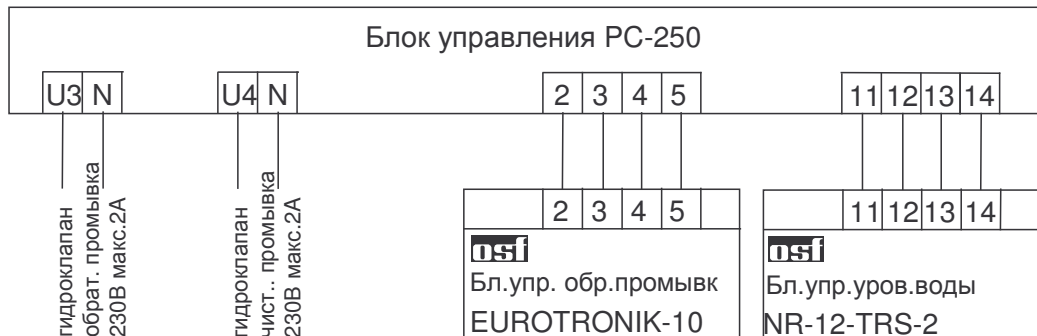 Блок управления PC-250
U3 N
U4 N
2 3 4 5
11 12 13 14
гидроклапан
обрат. промывка
230В макс.2А
гидроклапан
чист.. промывка
230В макс.2А
2 3 4 5
osf
Бл.упр. обр.промывк
EUROTRONIK-10
11 12 13 14
osf
Бл.упр.уров.воды
NR-12-TRS-2